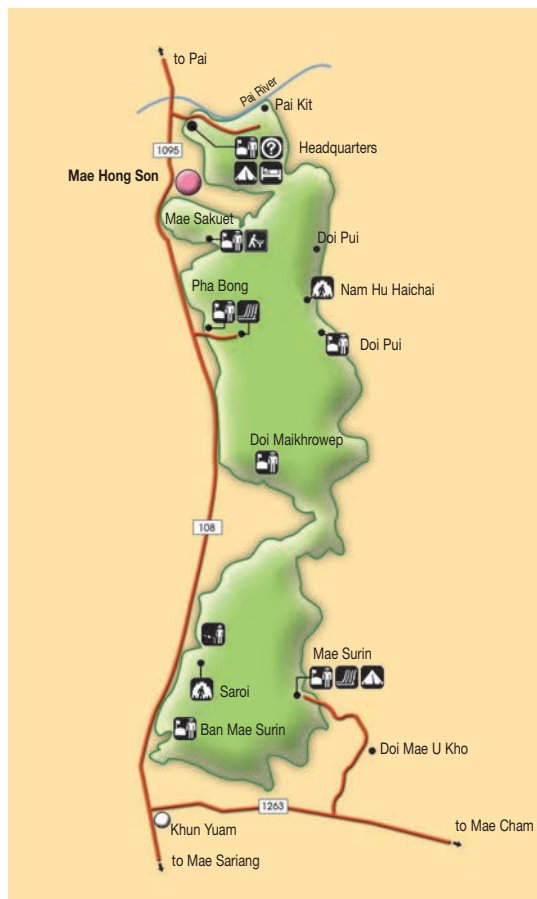 to Pai
Pai River
Pai Kit
1095
?
Headquarters
Mae Hong Son
Mae Sakuet
Doi Pui
Pha Bong
Nam Hu Haichai
Doi Pui
Doi Maikhrowep
108
Mae Surin
Saroi
Ban Mae Surin
Doi Mae U Kho
1263
Khun Yuam
to Mae Cham
to Mae Sariang